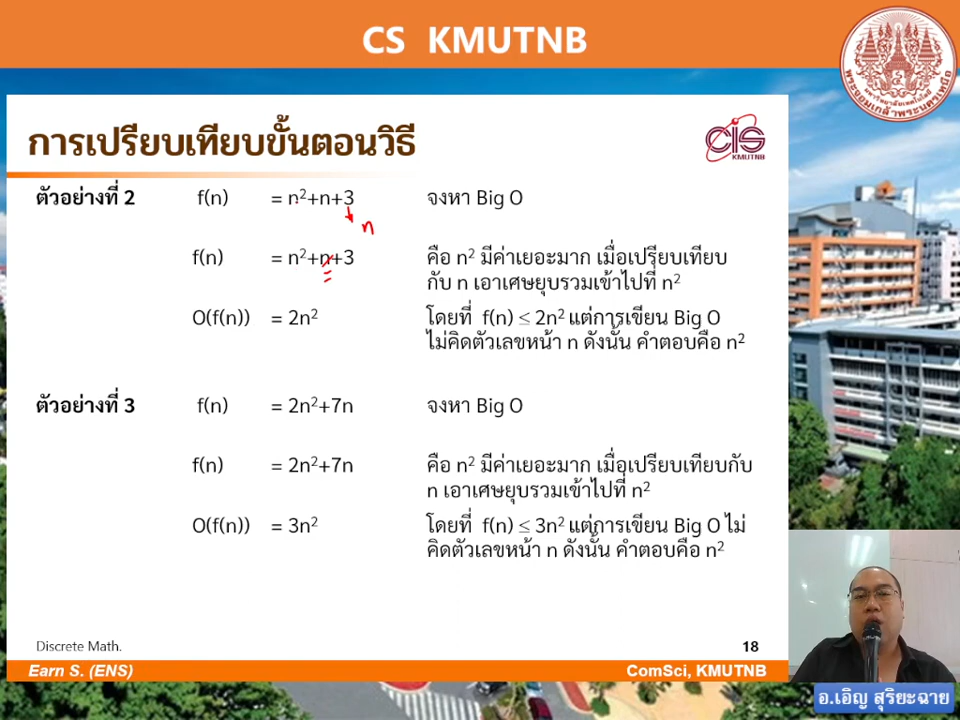 CS KMUTNB
การเปรียบเทียบขั้นตอนวิธี
CIS
KMUTNB
ตัวอย่างที่ 2 f(n) = n²+n+3 จงหา Big O
n
f(n) = n²+n+3 คือ n² มีค่าเยอะมาก เมื่อเปรียบเทียบ
กับ n เอาเศษยุบรวมเข้าไปที่ n²
O(f(n)) = 2n² โดยที่ f(n) ≤ 2n² แต่การเขียน Big O
ไม่คิดตัวเลขหน้า n ดังนั้น คำตอบคือ n²
ตัวอย่างที่ 3 f(n) = 2n²+7n จงหา Big O
f(n) = 2n²+7n คือ n² มีค่าเยอะมาก เมื่อเปรียบเทียบกับ
n เอาเศษยุบรวมเข้าไปที่ n²
O(f(n)) = 3n² โดยที่ f(n) ≤ 3n² แต่การเขียน Big O ไม่
คิดตัวเลขหน้า n ดังนั้น คำตอบคือ n²
Discrete Math. 18
Earn S. (ENS) ComSci, KMUTNB
อ.เอิญ สุริยะฉาย